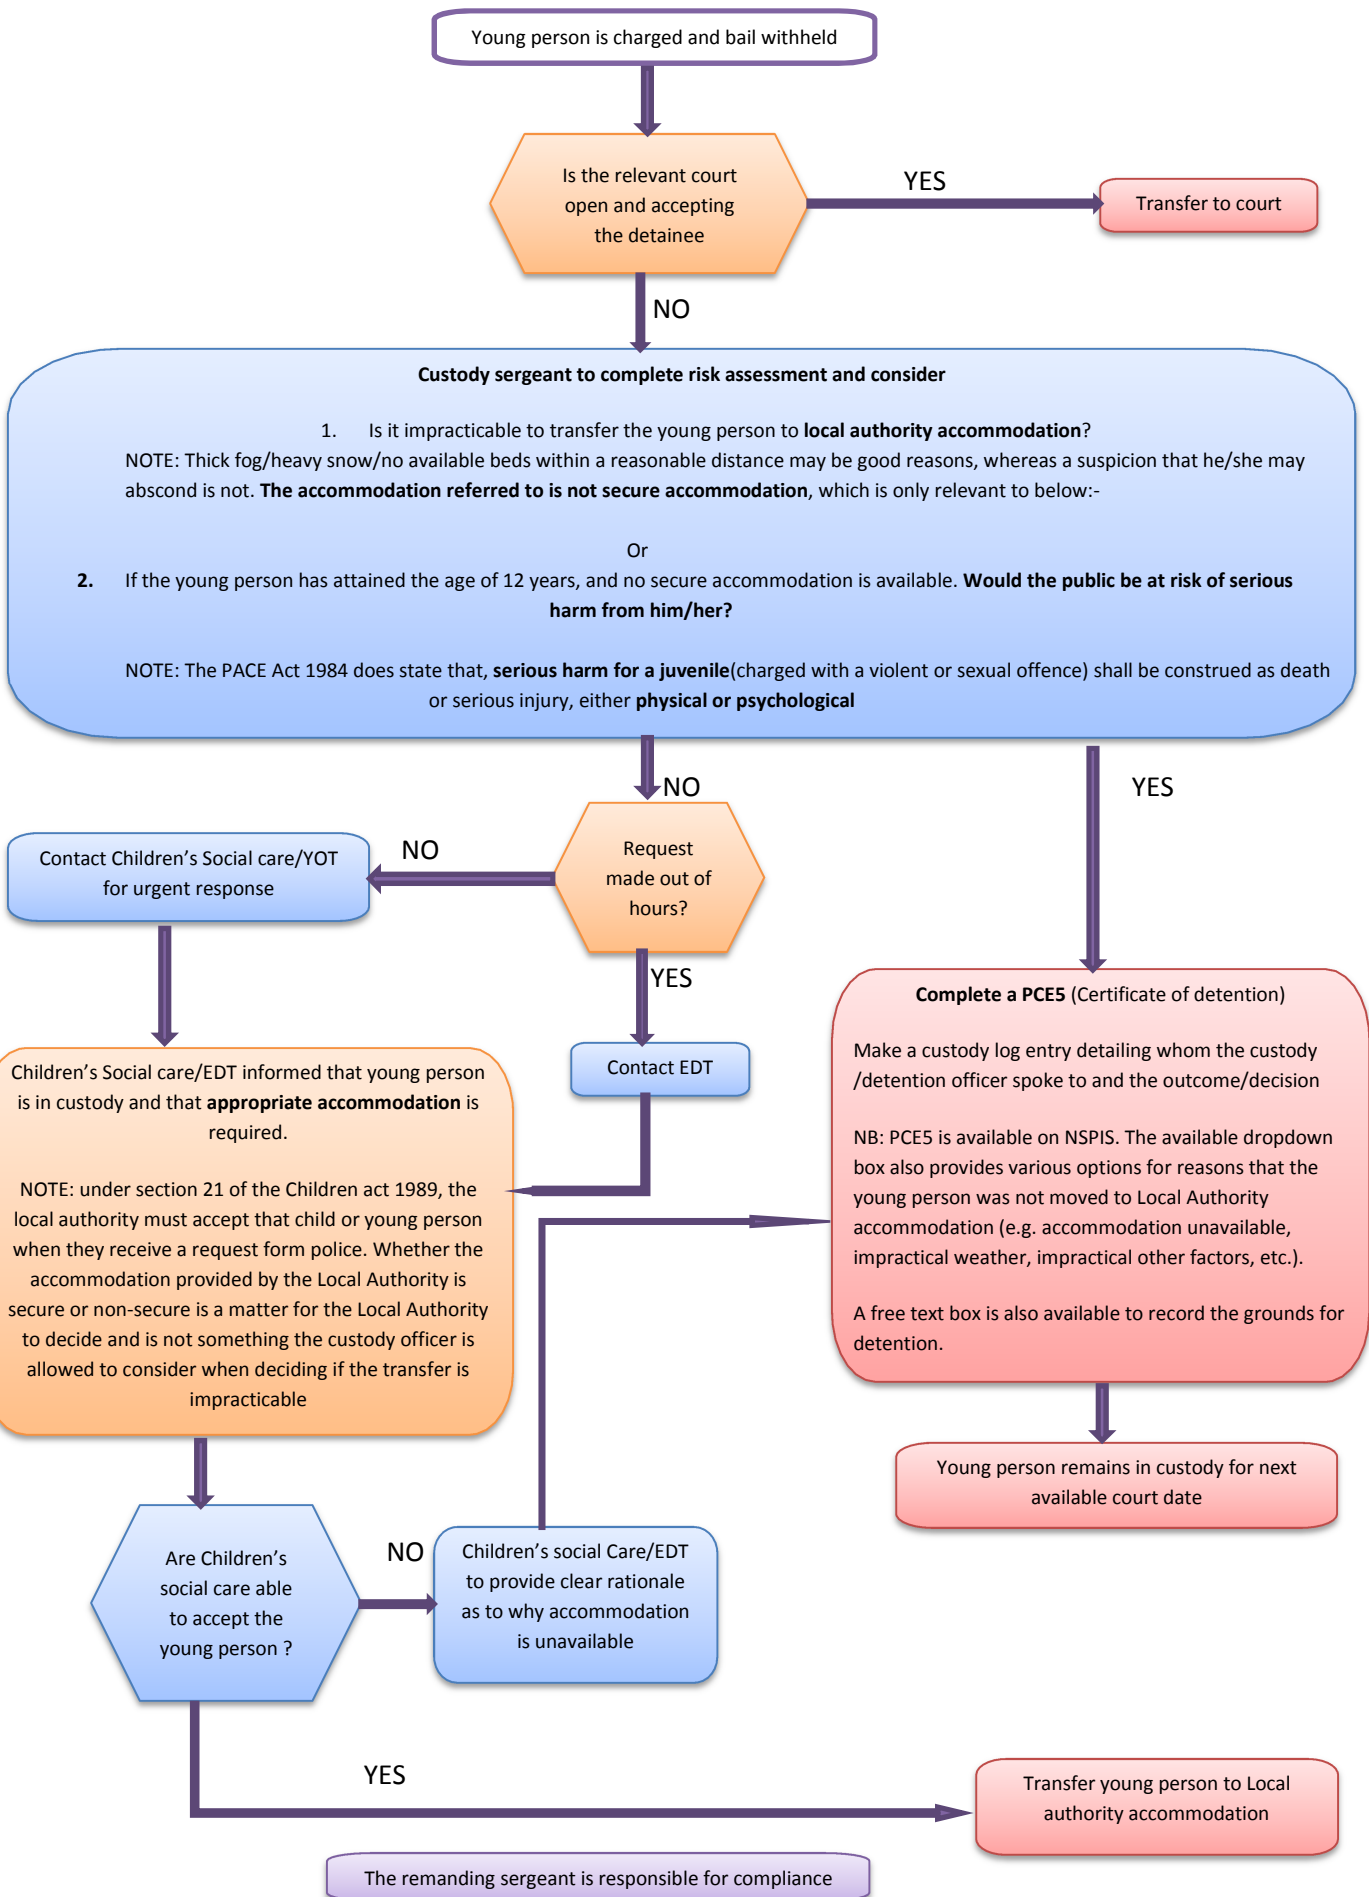 Young person is charged and bail withheld
Is the relevant court
open and accepting
the detainee
YES
Transfer to court
NO
Custody sergeant to complete risk assessment and consider
1. Is it impracticable to transfer the young person to local authority accommodation?
NOTE: Thick fog/heavy snow/no available beds within a reasonable distance may be good reasons, whereas a suspicion that he/she may
abscond is not. The accommodation referred to is not secure accommodation, which is only relevant to below:-
Or
2. If the young person has attained the age of 12 years, and no secure accommodation is available. Would the public be at risk of serious
harm from him/her?
NOTE: The PACE Act 1984 does state that, serious harm for a juvenile(charged with a violent or sexual offence) shall be construed as death
or serious injury, either physical or psychological
NO
YES
Request
made out of
hours?
NO
Contact Children's Social care/YOT
for urgent response
YES
Contact EDT
Complete a PCE5 (Certificate of detention)
Make a custody log entry detailing whom the custody
/detention officer spoke to and the outcome/decision
NB: PCE5 is available on NSPIS. The available dropdown
box also provides various options for reasons that the
young person was not moved to Local Authority
accommodation (e.g. accommodation unavailable,
impractical weather, impractical other factors, etc.).
A free text box is also available to record the grounds for
detention.
Children's Social care/EDT informed that young person
is in custody and that appropriate accommodation is
required.
NOTE: under section 21 of the Children act 1989, the
local authority must accept that child or young person
when they receive a request form police. Whether the
accommodation provided by the Local Authority is
secure or non-secure is a matter for the Local Authority
to decide and is not something the custody officer is
allowed to consider when deciding if the transfer is
impracticable
Young person remains in custody for next
available court date
Are Children's
social care able
to accept the
young person ?
NO
Children's social Care/EDT
to provide clear rationale
as to why accommodation
is unavailable
YES
Transfer young person to Local
authority accommodation
The remanding sergeant is responsible for compliance